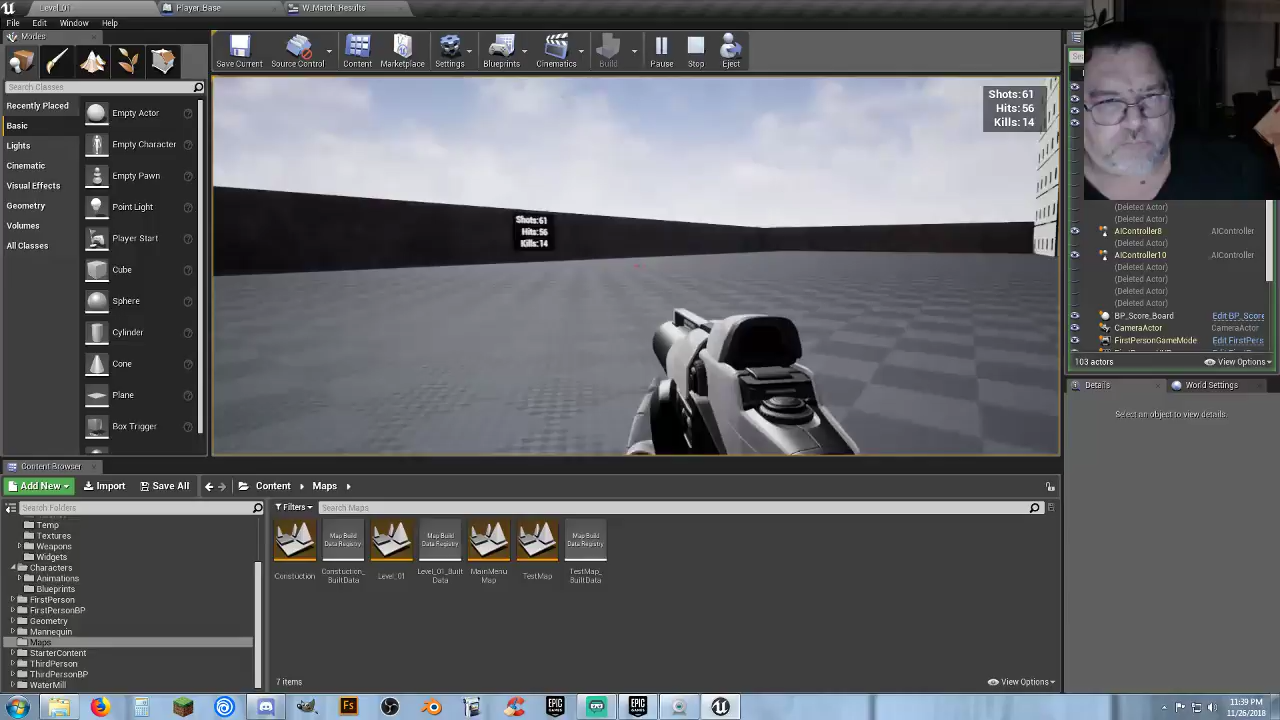 Level_01
Player_Base
W_Match_Results
File Edit Window Help
Modes
Save Current
Source Control
Content
Marketplace
Settings
Blueprints
Cinematics
Build
Pause
Stop
Eject
Search Classes
Recently Placed
Basic
Lights
Cinematic
Visual Effects
Geometry
Volumes
All Classes
Empty Actor
Empty Character
Empty Pawn
Point Light
Player Start
Cube
Sphere
Cylinder
Cone
Plane
Box Trigger
Shots:61
Hits:56
Kills:14
Shots:61
Hits:56
Kills:14
(Deleted Actor)
(Deleted Actor)
AIController8 AIController
(Deleted Actor)
AIController10 AIController
(Deleted Actor)
(Deleted Actor)
(Deleted Actor)
(Deleted Actor)
BP_Score_Board Edit BP_Score
CameraActor CameraActor
FirstPersonGameMode Edit FirstPers
103 actors View Options
Details
World Settings
Select an object to view details.
Content Browser
Add New Import Save All Content Maps
Search Folders
Filters Search Maps
Temp
Textures
Weapons
Widgets
Characters
Animations
Blueprints
FirstPerson
FirstPersonBP
Geometry
Mannequin
Maps
StarterContent
ThirdPerson
ThirdPersonBP
WaterMill
Map Build Data Registry
Map Build Data Registry
Map Build Data Registry
Construction
Construction_BuiltData
Level_01
Level_01_BuiltData
MainMenuMap
TestMap
TestMap_BuiltData
7 items View Options
Fs
EPIC GAMES
EPIC GAMES
11:39 PM
11/26/2018